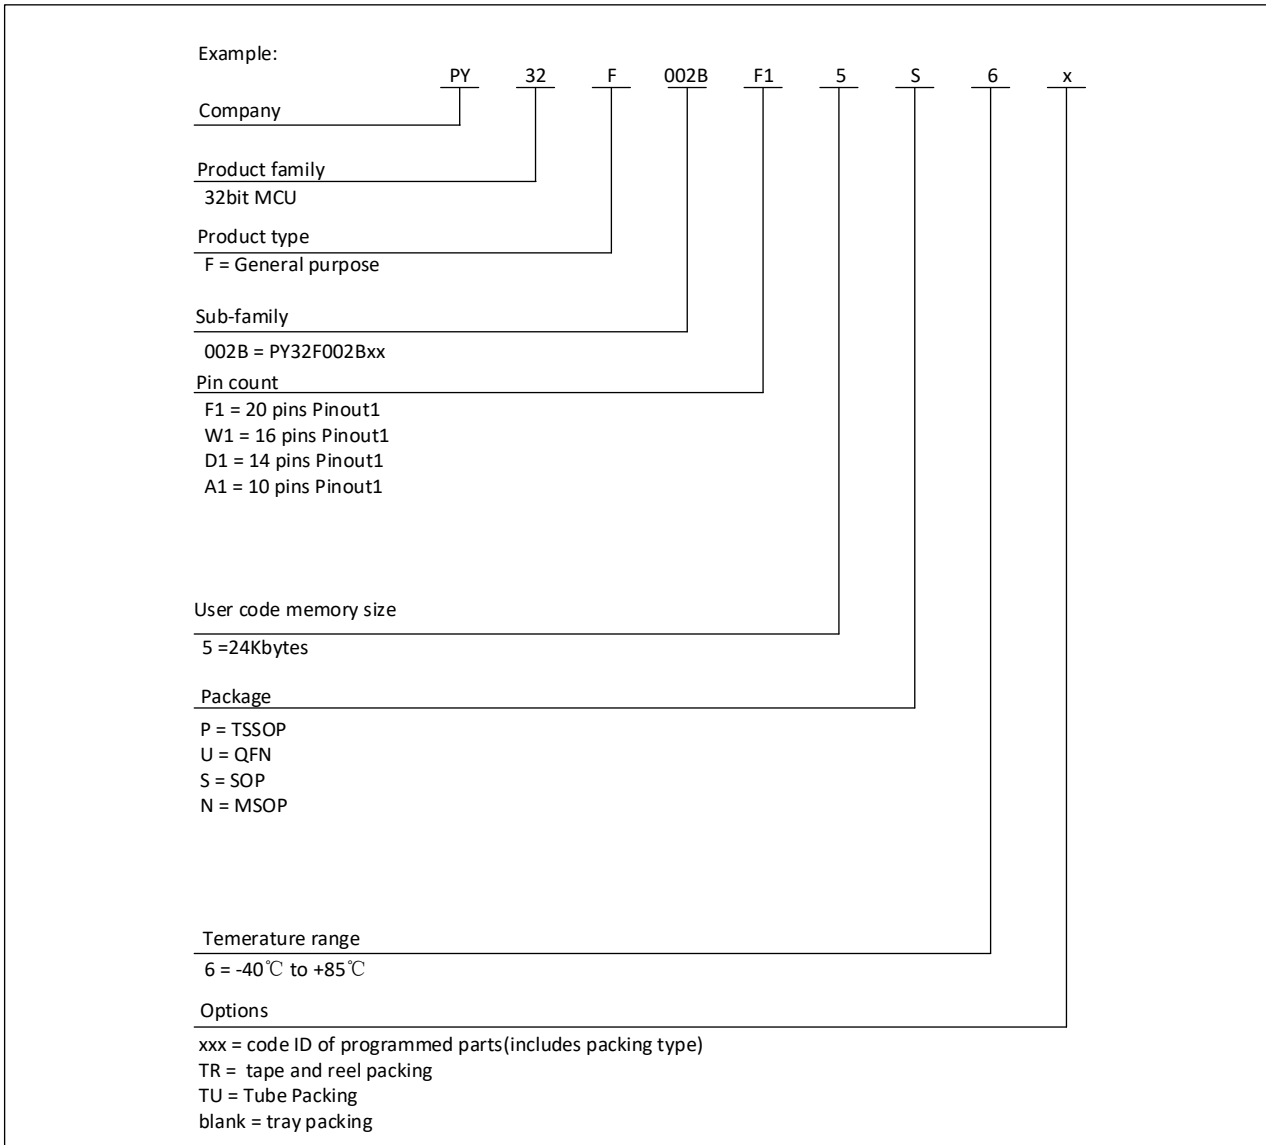 Example:
PY 32 F 002B F1 5 S 6 x
Company
Product family
32bit MCU
Product type
F = General purpose
Sub-family
002B = PY32F002Bxx
Pin count
F1 = 20 pins Pinout1
W1 = 16 pins Pinout1
D1 = 14 pins Pinout1
A1 = 10 pins Pinout1
User code memory size
5 =24Kbytes
Package
P = TSSOP
U = QFN
S = SOP
N = MSOP
Temerature range
6 = -40℃ to +85℃
Options
xxx = code ID of programmed parts(includes packing type)
TR = tape and reel packing
TU = Tube Packing
blank = tray packing